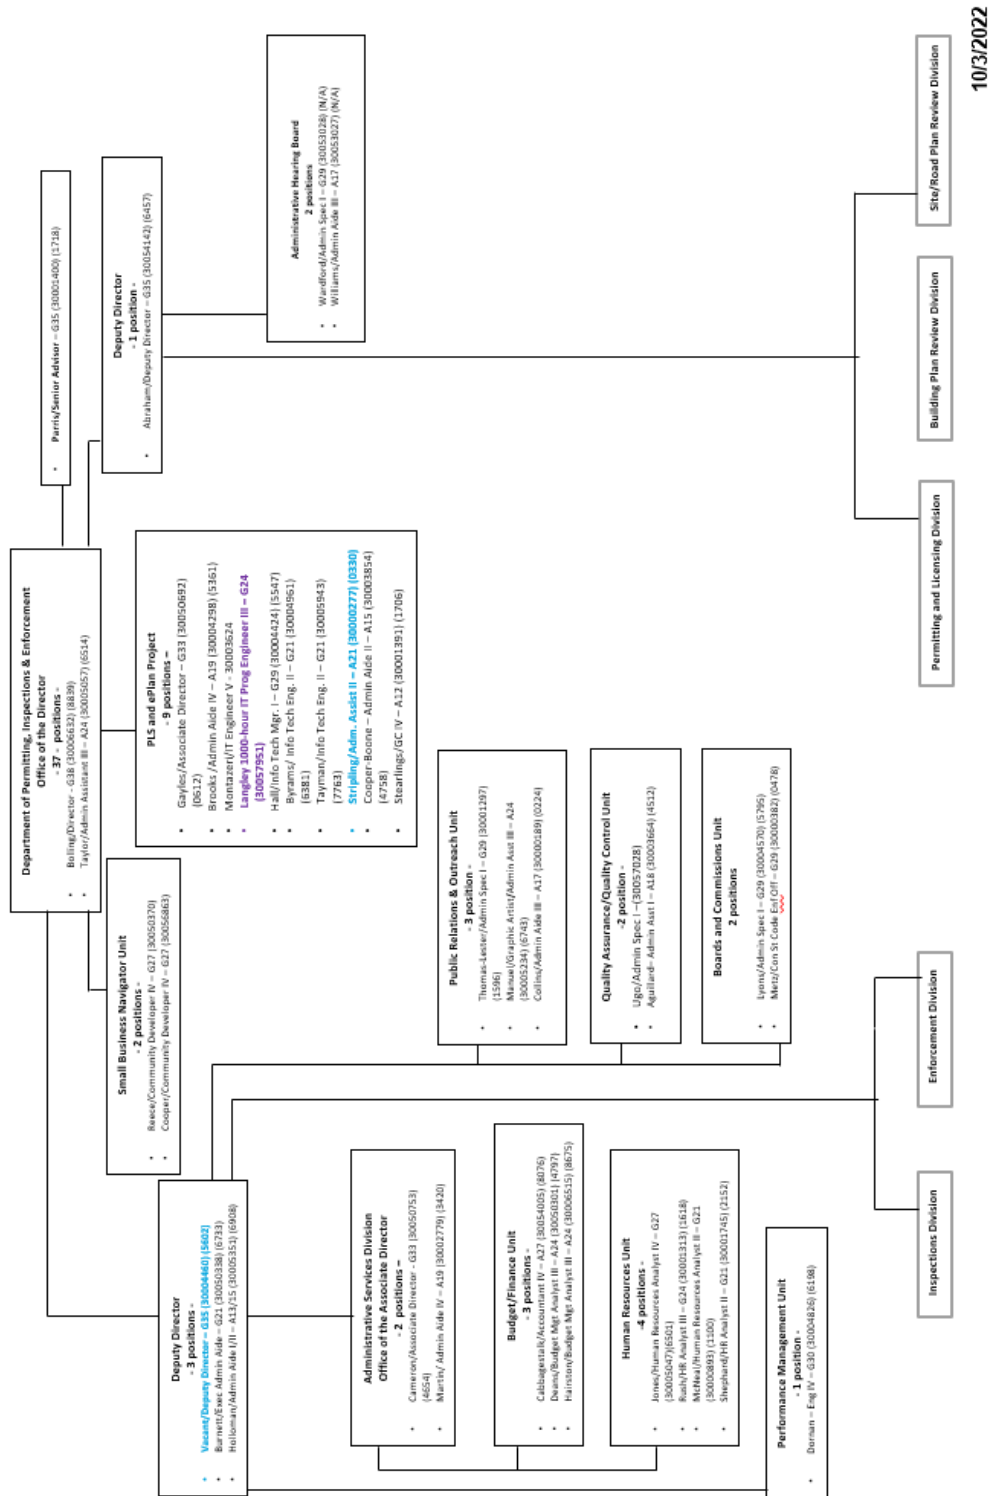 Department of Permitting, Inspections & Enforcement
Office of the Director
- 37 - positions -
Boling/Director - G38 (30006632) (8839)
Taylor/Admin Assistant III – A24 (30005057) (6514)
Parris/Senior Advisor – G35 (30001400) (1718)
Small Business Navigator Unit
- 2 positions -
Reece/Community Developer IV – G27 (30050370)
Cooper/Community Developer IV – G27 (30056863)
PLS and ePlan Project
- 9 positions –
Gayles/Associate Director – G33 (30050692)
(0612)
Brooks /Admin Aide IV – A19 (30004298) (5361)
Montazeri/IT Engineer V - 30003624
Langley 1000-hour IT Prog Engineer III – G24
(30057951)
Hall/Info Tech Mgr. I – G29 (30004424) (5547)
Byrams/ Info Tech Eng. II – G21 (30004961)
(6381)
Tayman/Info Tech Eng. II – G21 (30005943)
(7763)
Stripling/Adm. Assist II – A21 (30000277) (0330)
Cooper-Boone – Admin Aide II – A15 (30003854)
(4758)
Stearlings/GC IV – A12 (30001391) (1706)
Deputy Director
- 1 position -
Abraham/Deputy Director – G35 (30054142) (6457)
Administrative Hearing Board
2 positions
Wardford/Admin Spec I – G29 (30053028) (N/A)
Williams/Admin Aide III – A17 (30053027) (N/A)
Deputy Director
- 3 positions -
Vacant/Deputy Director – G35 (30004460) (5602)
Burnett/Exec Admin Aide – G21 (30050338) (6733)
Holloman/Admin Aide I/II – A13/15 (30005351) (6908)
Administrative Services Division
Office of the Associate Director
- 2 positions –
Cameron/Associate Director - G33 (30050753)
(4654)
Martin/ Admin Aide IV – A19 (30002779) (3420)
Budget/Finance Unit
- 3 positions -
Cabbagestalk/Accountant IV – A27 (30054005) (8076)
Deans/Budget Mgt Analyst III – A24 (30050301) (4797)
Hairston/Budget Mgt Analyst III – A24 (30006515) (8675)
Human Resources Unit
-4 positions -
Jones/Human Resources Analyst IV – G27
(30005047)(6501)
Rush/HR Analyst III – G24 (30001313) (1618)
McNeal/Human Resources Analyst II – G21
(30000893) (1100)
Shephard/HR Analyst II – G21 (30001745) (2152)
Performance Management Unit
- 1 position -
Dornan – Eng IV – G30 (30004826) (6198)
Public Relations & Outreach Unit
- 3 position -
Thomas-Lester/Admin Spec I – G29 (30001297)
(1596)
Manuel/Graphic Artist/Admin Asst III – A24
(30005234) (6743)
Collins/Admin Aide III – A17 (30000189) (0224)
Quality Assurance/Quality Control Unit
-2 position -
Ugo/Admin Spec I –(30057028)
Aguillard– Admin Asst I – A18 (30003664) (4512)
Boards and Commissions Unit
2 positions
Lyons/Admin Spec I – G29 (30004570) (5795)
Metz/Con St Code Enf Off – G29 (30000382) (0478)
Inspections Division
Enforcement Division
Permitting and Licensing Division
Building Plan Review Division
Site/Road Plan Review Division
10/3/2022